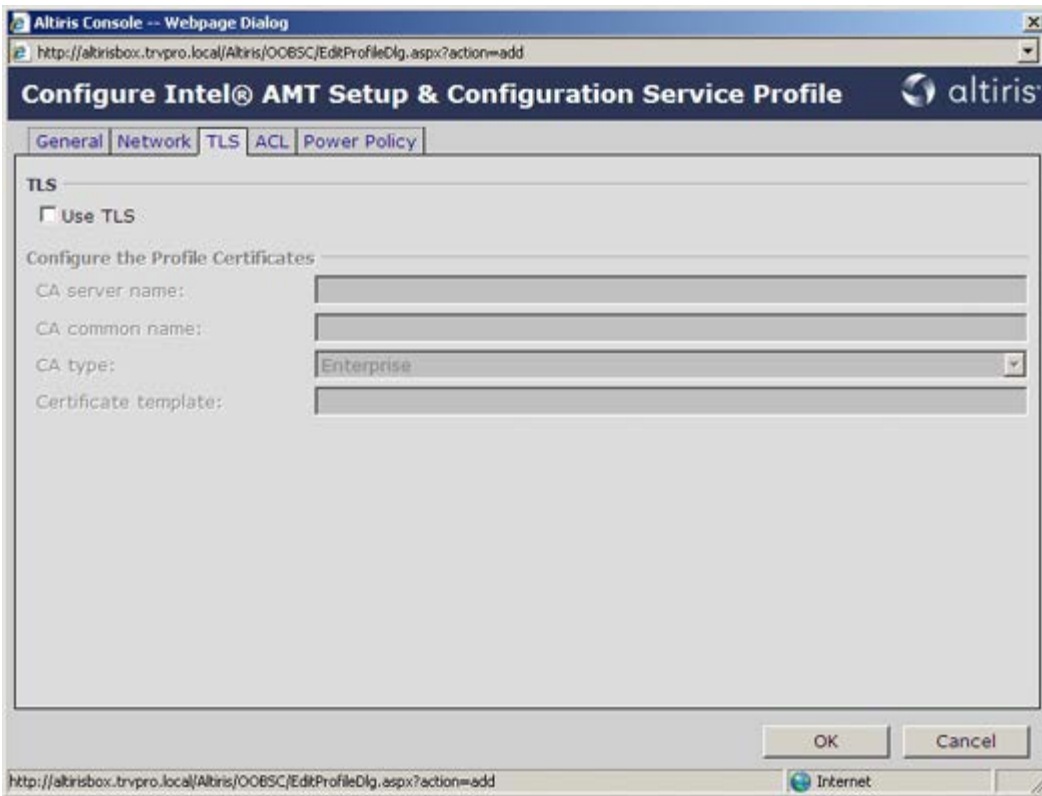 Altiris Console -- Webpage Dialog
http://altirisbox.trvpro.local/Altiris/OOBSC/EditProfileDlg.aspx?action=add
Configure Intel® AMT Setup & Configuration Service Profile altiris
General Network TLS ACL Power Policy
TLS
Use TLS
Configure the Profile Certificates
CA server name:
CA common name:
CA type: Enterprise
Certificate template:
OK Cancel
http://altirisbox.trvpro.local/Altiris/OOBSC/EditProfileDlg.aspx?action=add Internet